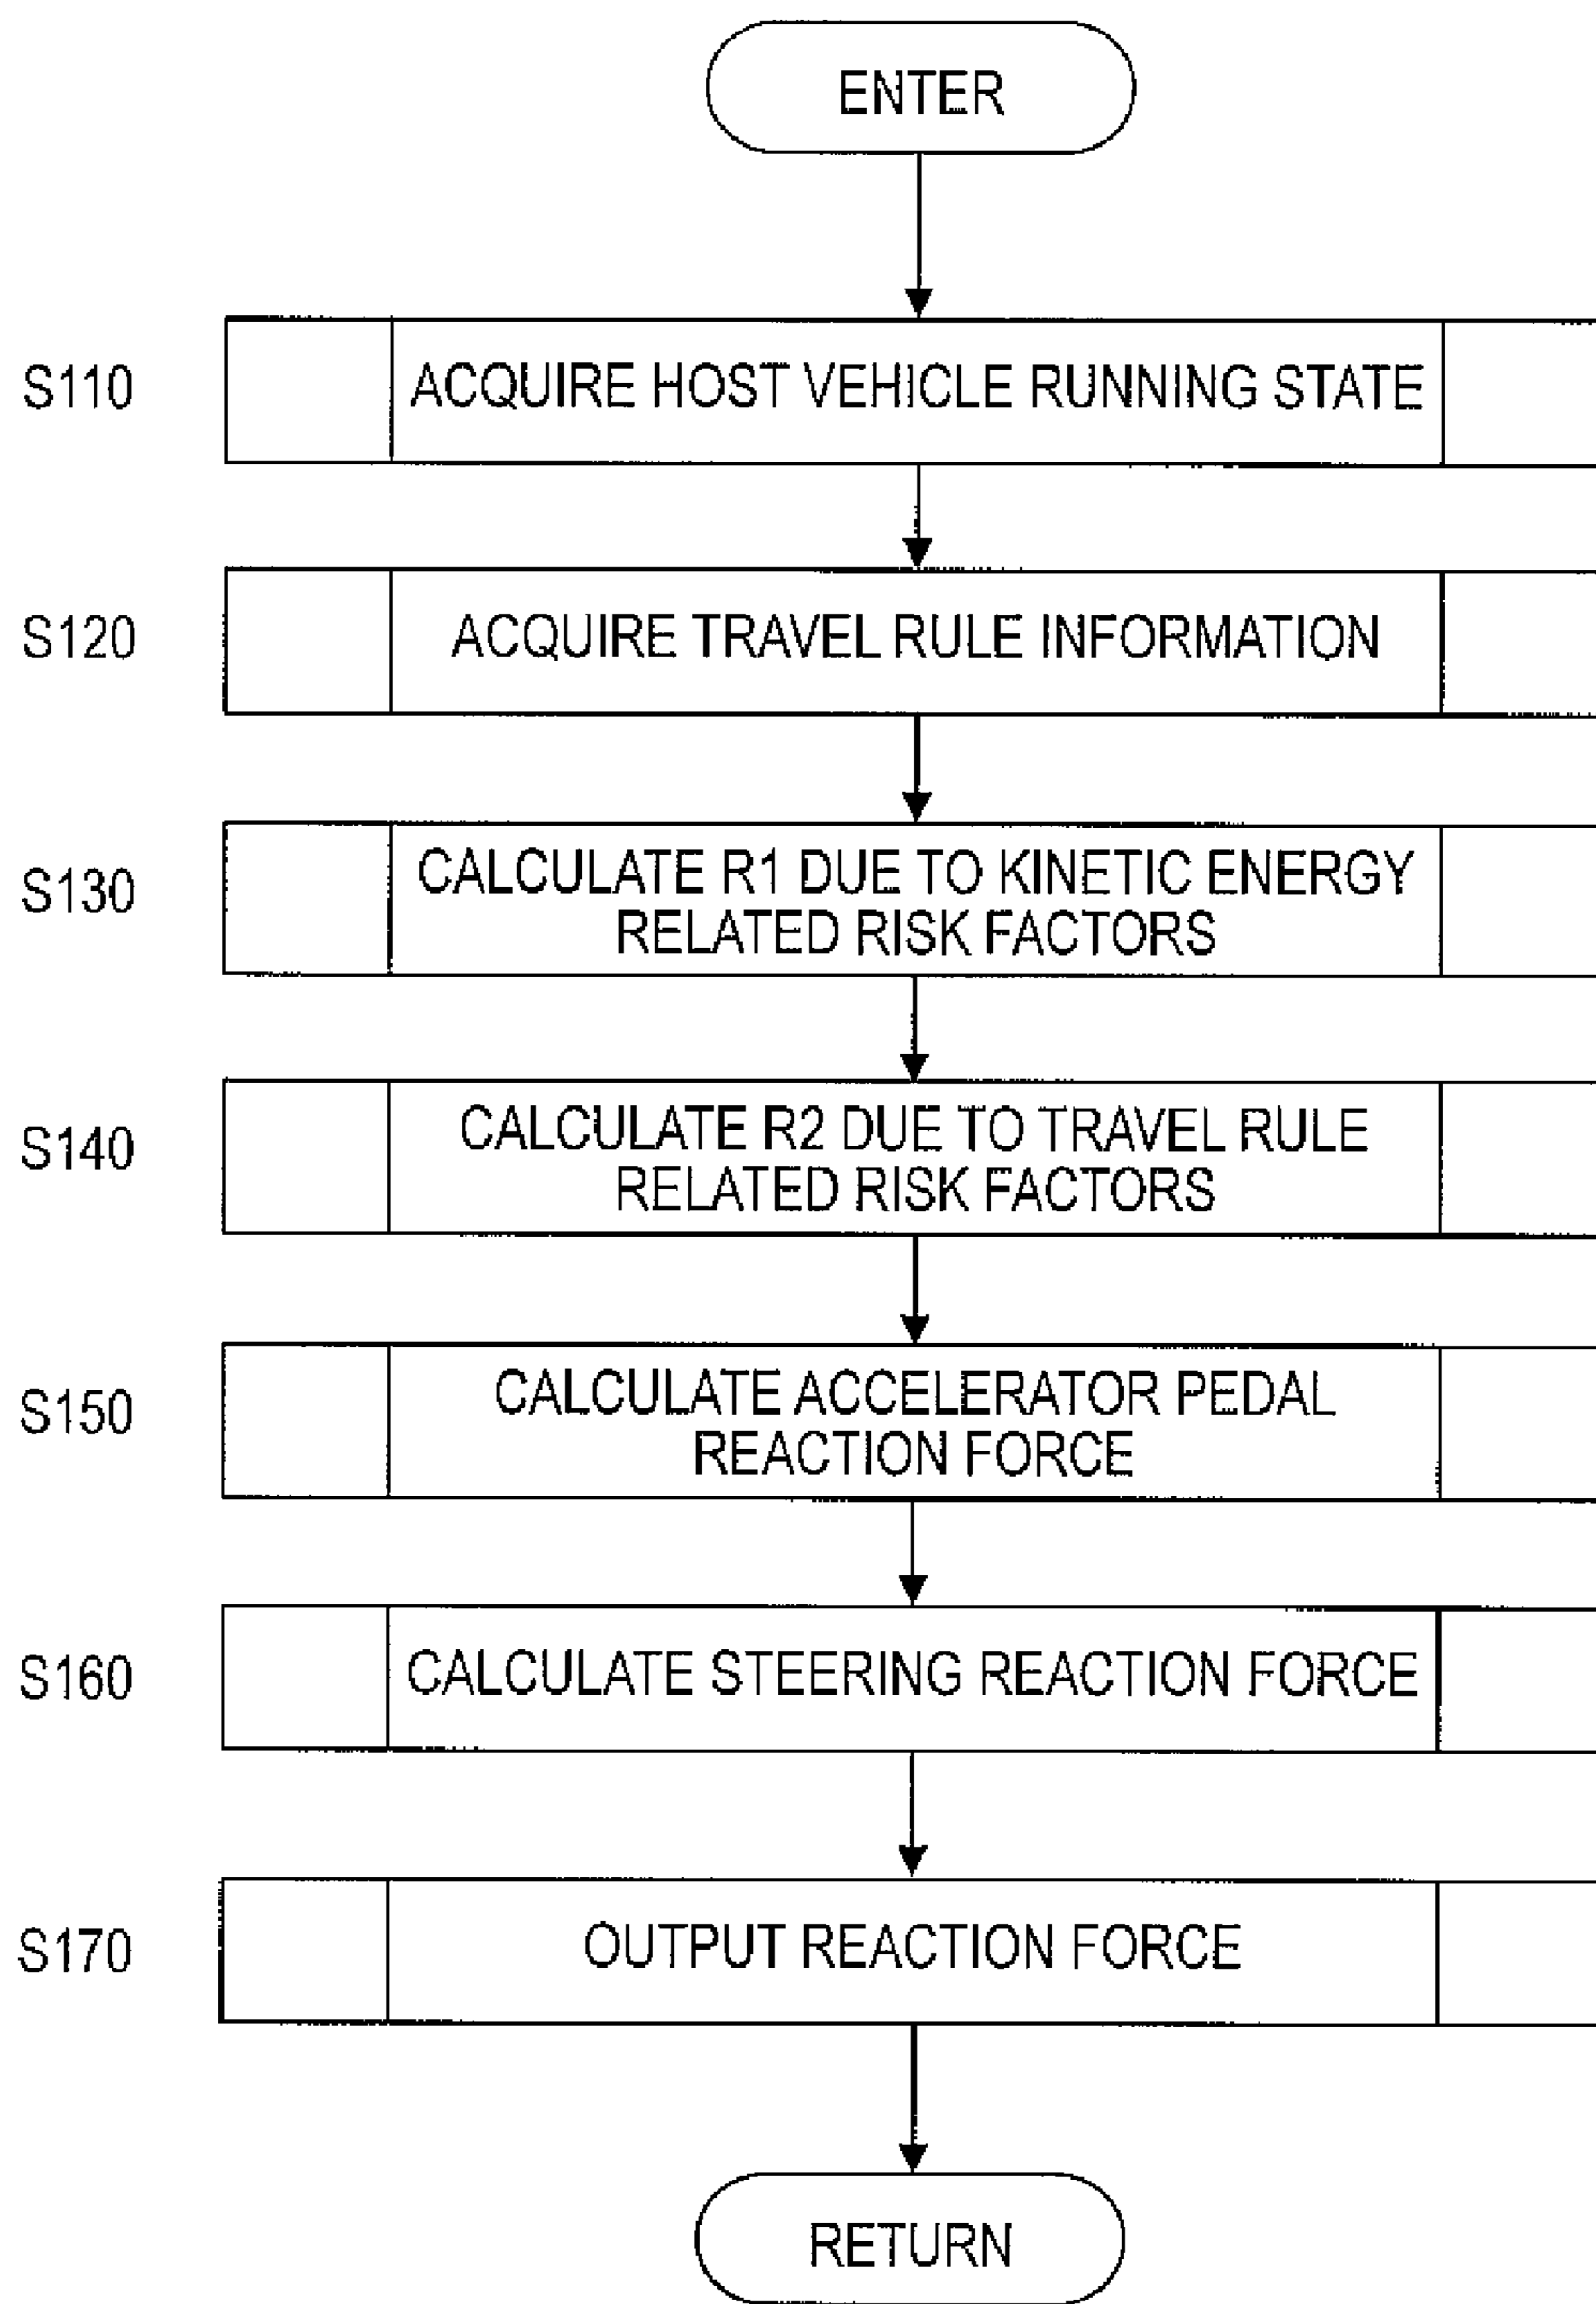 ENTER
S110
ACQUIRE HOST VEHICLE RUNNING STATE
S120
ACQUIRE TRAVEL RULE INFORMATION
S130
CALCULATE R1 DUE TO KINETIC ENERGY
RELATED RISK FACTORS
S140
CALCULATE R2 DUE TO TRAVEL RULE
RELATED RISK FACTORS
S150
CALCULATE ACCELERATOR PEDAL
REACTION FORCE
S160
CALCULATE STEERING REACTION FORCE
S170
OUTPUT REACTION FORCE
RETURN